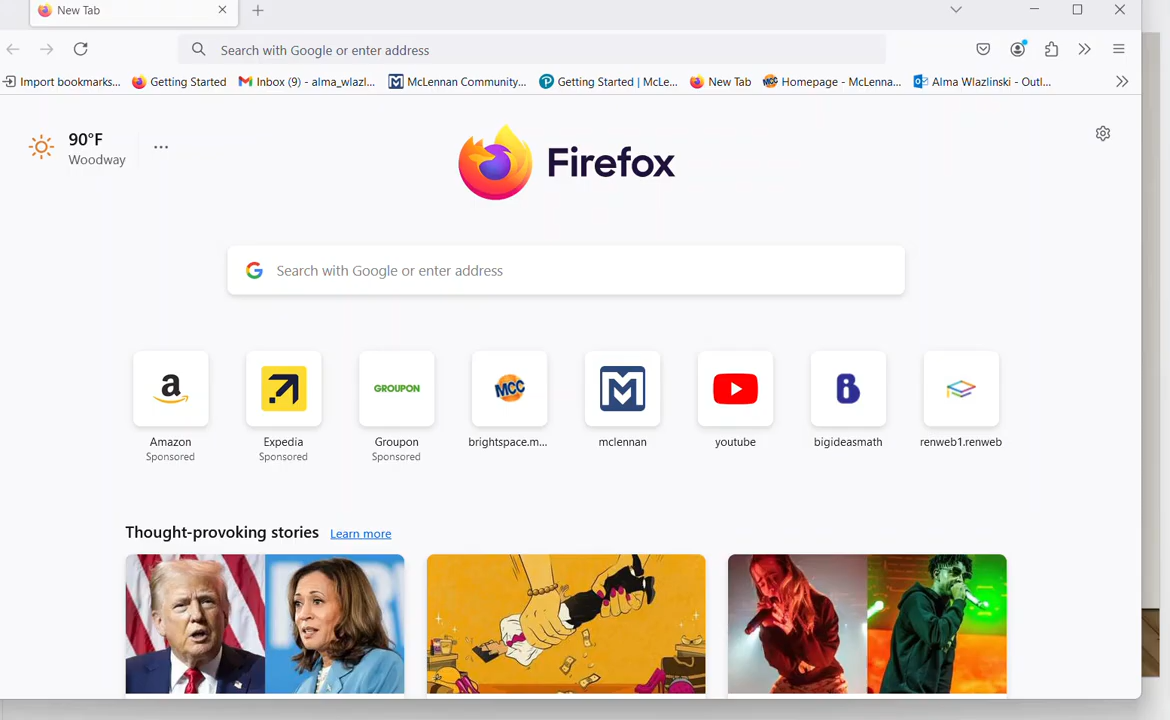 New Tab
Search with Google or enter address
Import bookmarks... Getting Started Inbox (9) - alma_wlazl... McLennan Community... Getting Started | McLe... New Tab Homepage - McLenna... Alma Wlazlinski - Outl...
90°F
Woodway
Firefox
Search with Google or enter address
a
GROUPON
MCC
M
B
Amazon
Sponsored
Expedia
Sponsored
Groupon
Sponsored
brightspace.m...
mclennan
youtube
bigideasmath
renweb1.renweb
Thought-provoking stories Learn more